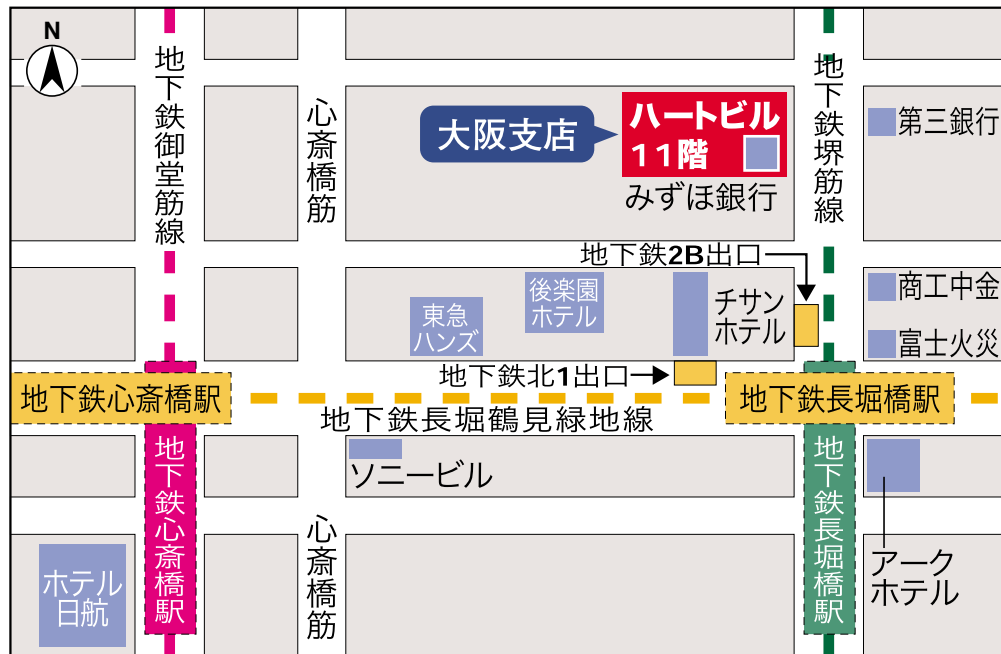 N
地下鉄御堂筋線
心斎橋筋
大阪支店
ハートビル
11階
みずほ銀行
地下鉄堺筋線
第三銀行
地下鉄2B出口
東急
ハンズ
後楽園
ホテル
チサン
ホテル
商工中金
富士火災
地下鉄北1出口
地下鉄心斎橋駅
地下鉄長堀鶴見緑地線
地下鉄長堀橋駅
地下鉄心斎橋駅
ソニービル
地下鉄長堀橋駅
ホテル
日航
心斎橋筋
アーク
ホテル